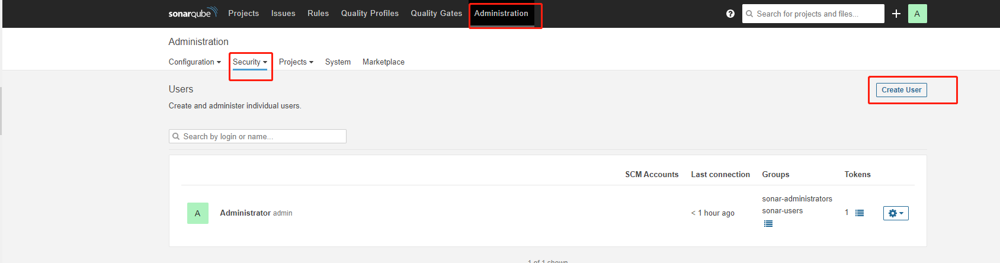 sonarqube Projects Issues Rules Quality Profiles Quality Gates Administration Search for projects and files... A
Administration
Configuration Security Projects System Marketplace
Users
Create User
Create and administer individual users.
Search by login or name...
SCM Accounts Last connection Groups Tokens
A Administrator admin < 1 hour ago sonar-administrators
sonar-users 1
1 of 1 shown